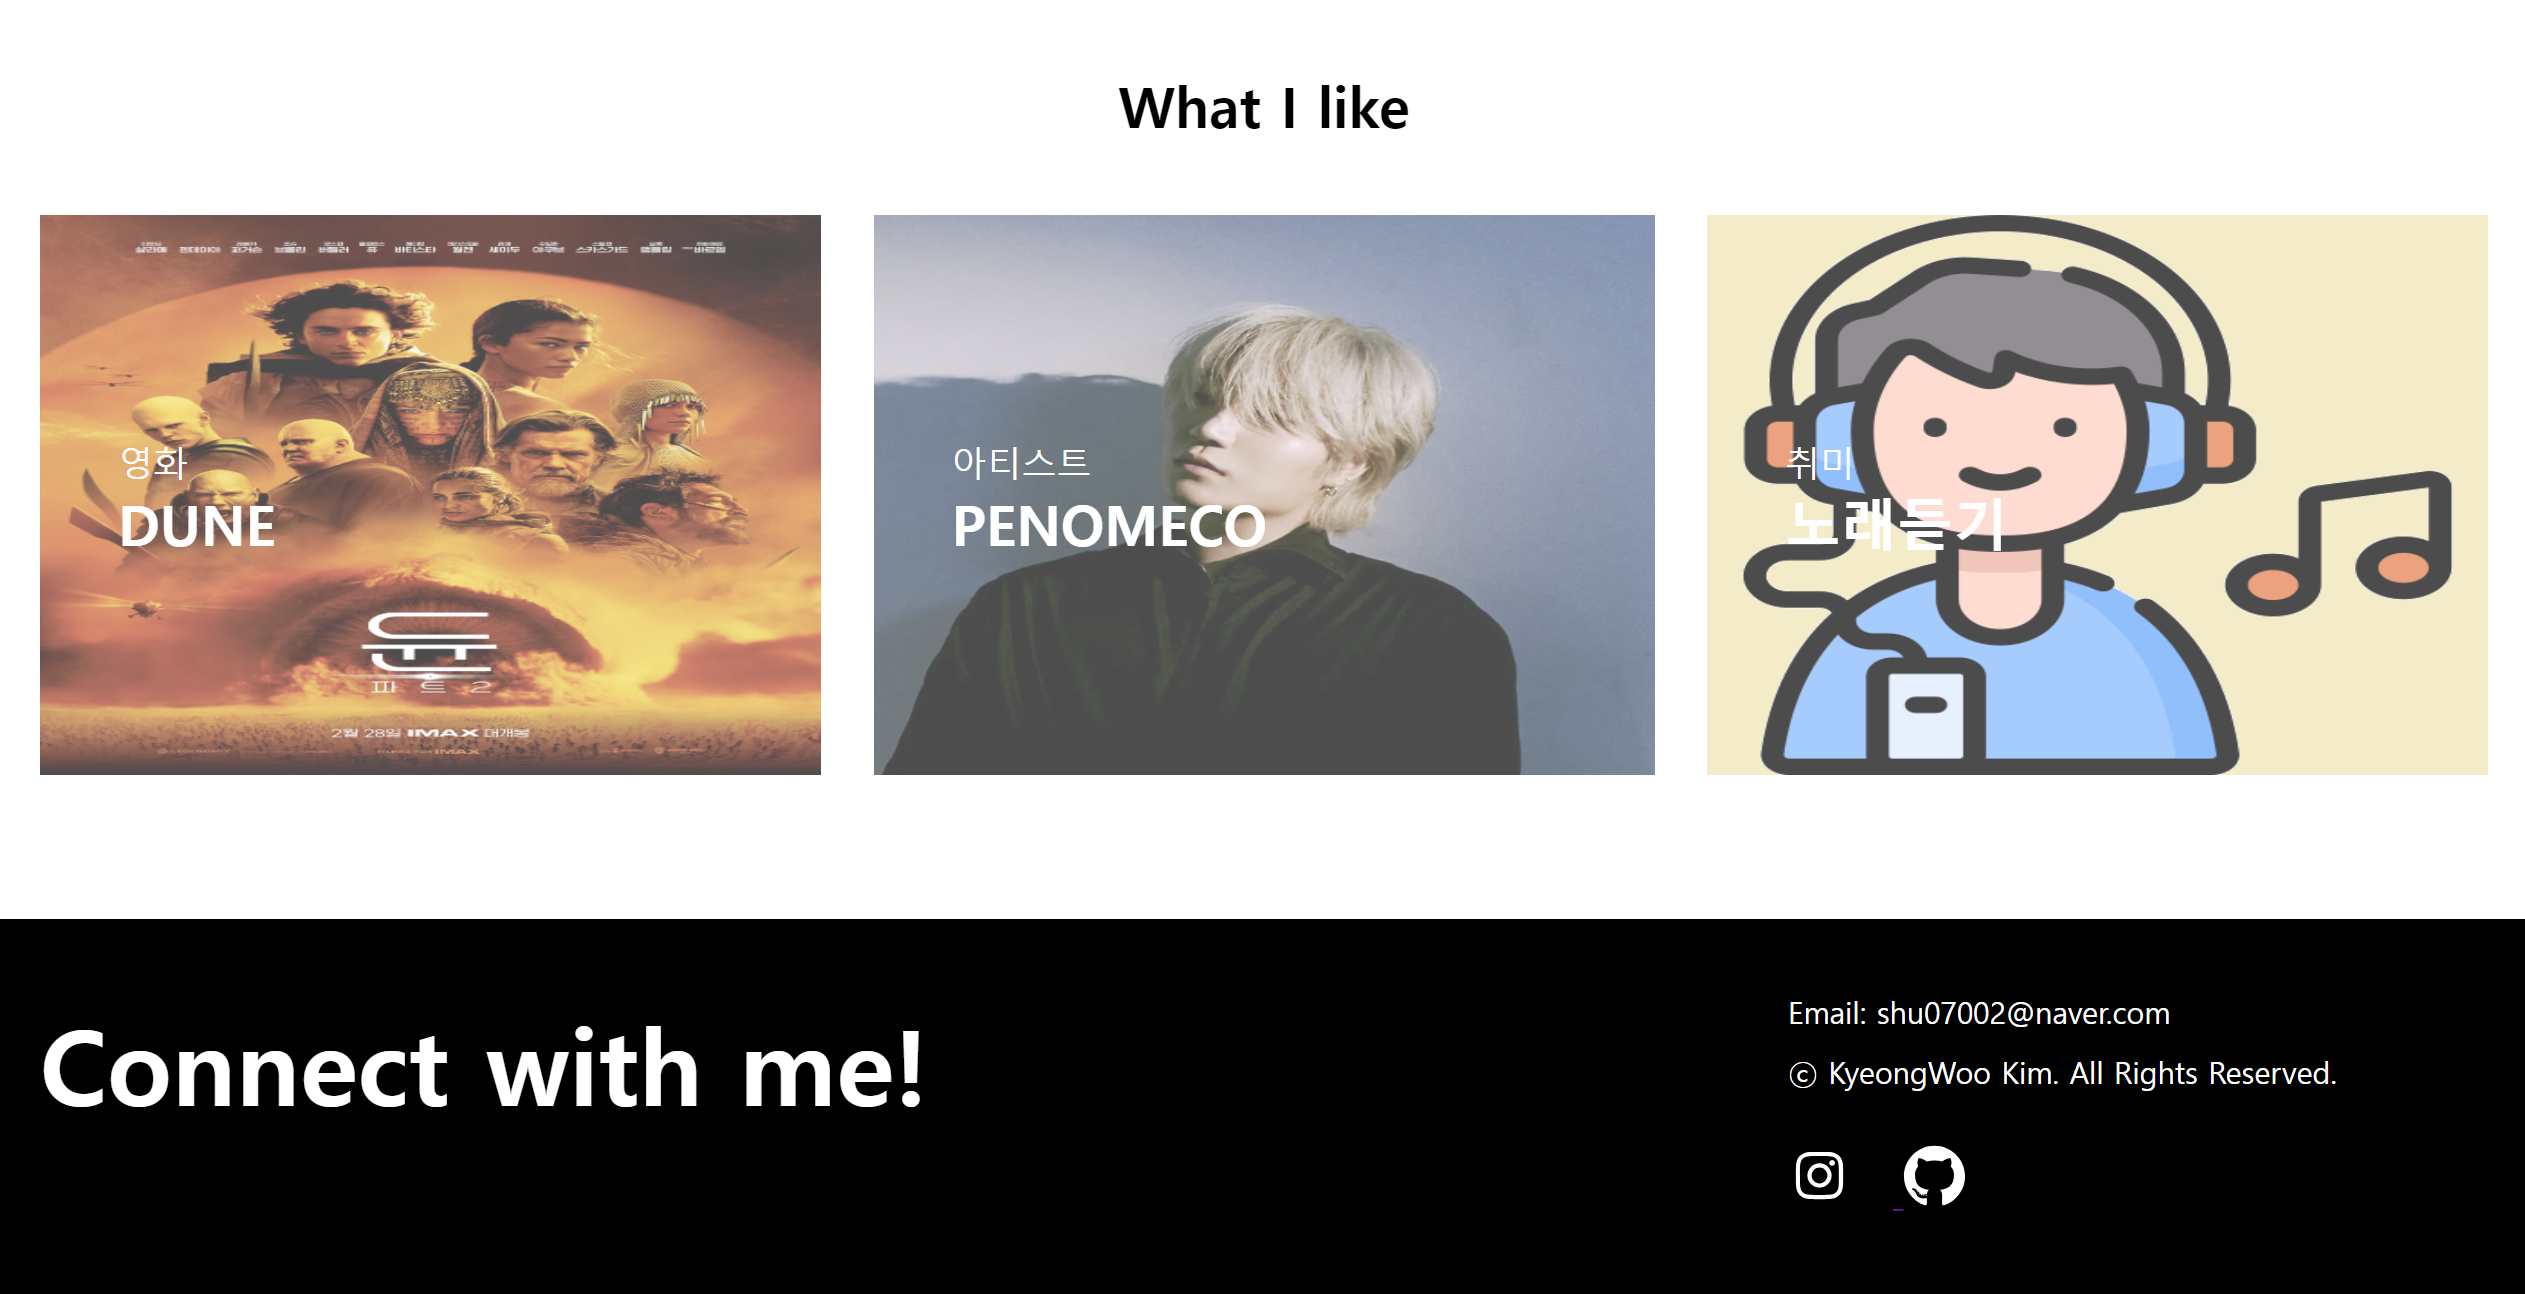 What I like
영화
DUNE
듄
파트 2
2월 28일 IMAX 대개봉
아티스트
PENOMECO
취미
노래듣기
Connect with me!
Email: shu07002@naver.com
ⓒ KyeongWoo Kim. All Rights Reserved.